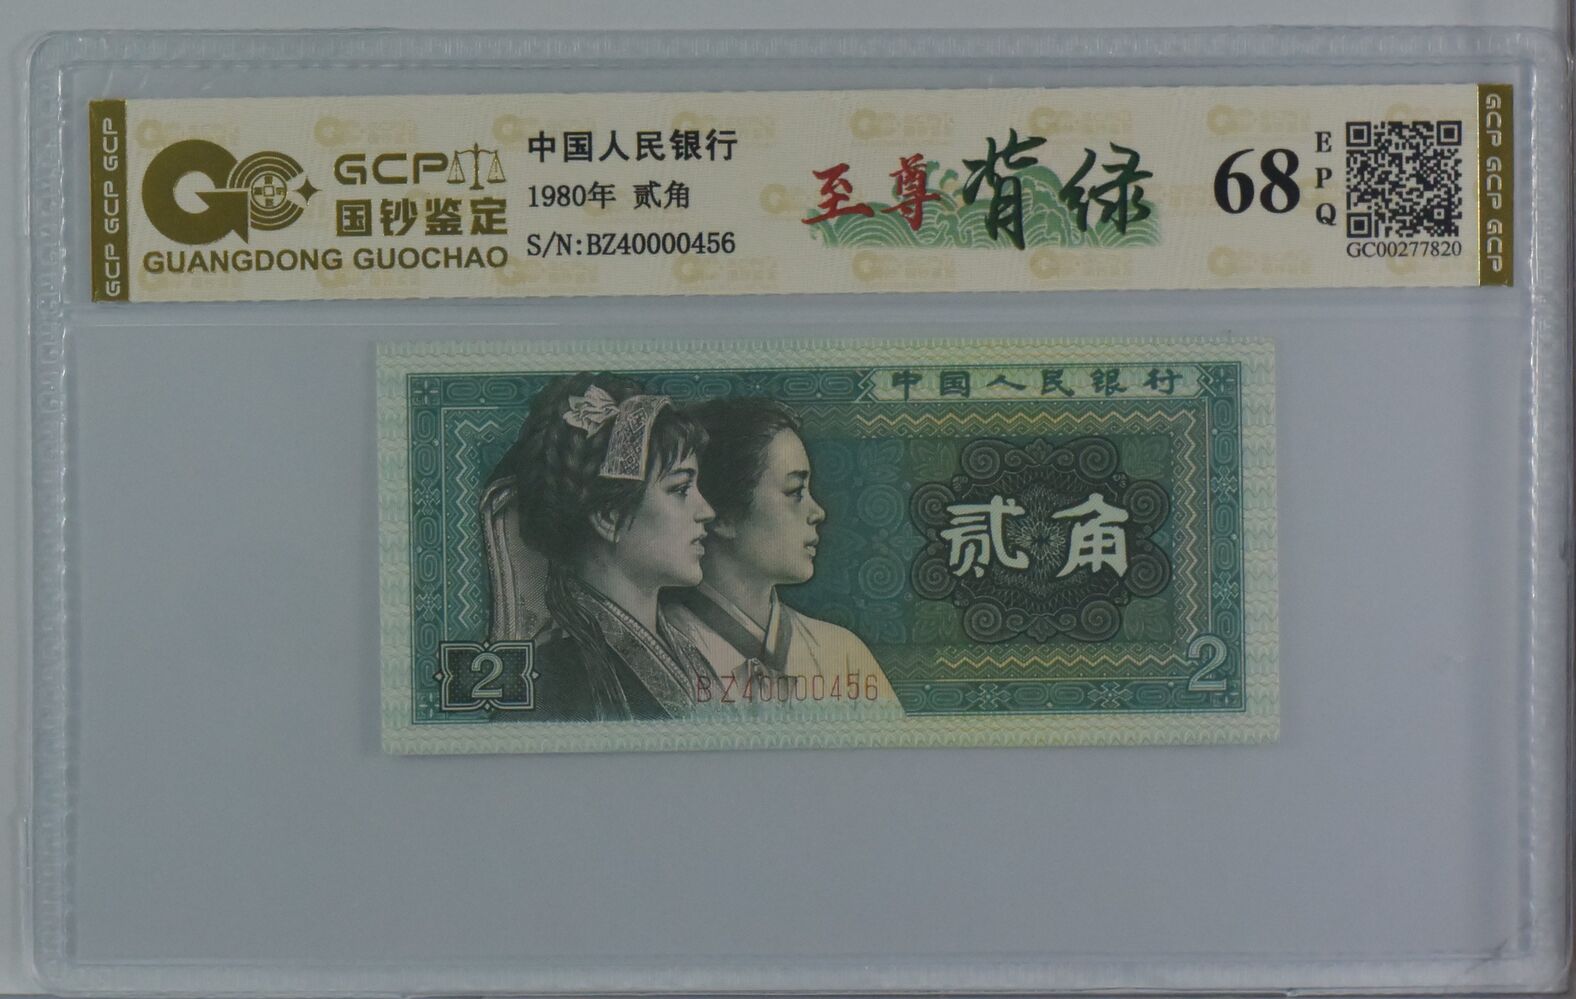 GCP GCP GCP
GCP
国钞鉴定
GUANGDONG GUOCHAO
中国人民银行
1980年 贰角
S/N:BZ40000456
至尊背绿
68
EPQ
GC00277820
GCP GCP GCP
中国人民银行
贰角
2
BZ40000456
2